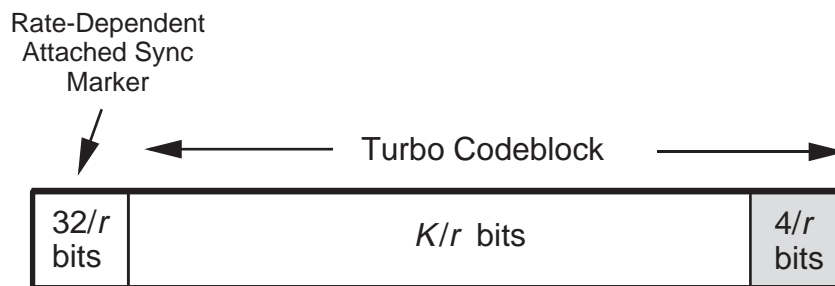 Rate-Dependent
Attached Sync
Marker
Turbo Codeblock
32/r
bits
K/r bits
4/r
bits